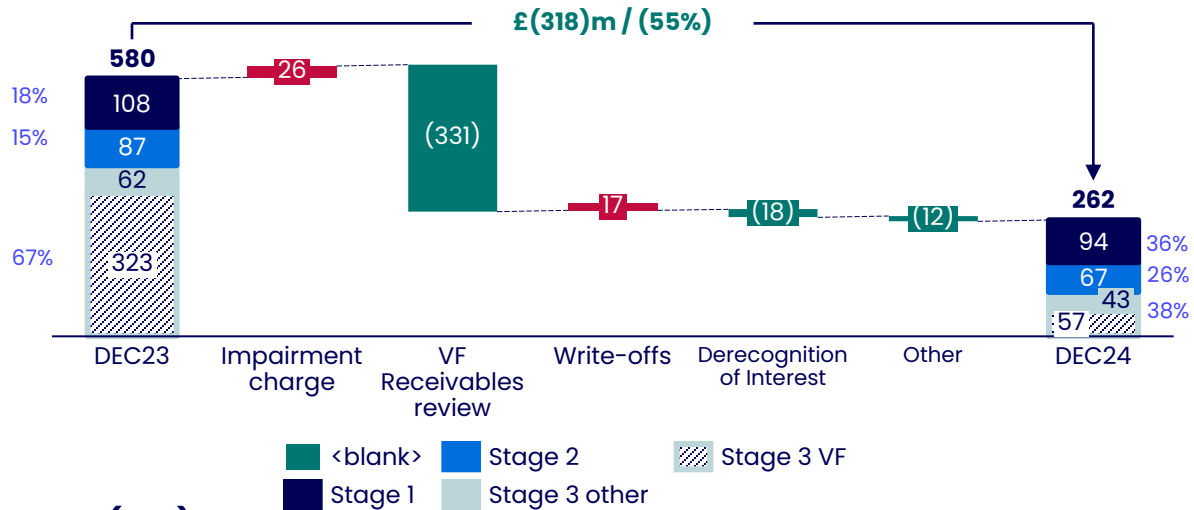 £(318)m / (55%)
580
18%
108
15%
87
62
67%
323
26
(331)
17
(18)
(12)
262
94
36%
67
26%
43
38%
57
DEC23
Impairment
charge
VF
Receivables
review
Write-offs
Derecognition
of Interest
Other
DEC24
<blank>
Stage 2
Stage 3 VF
Stage 1
Stage 3 other